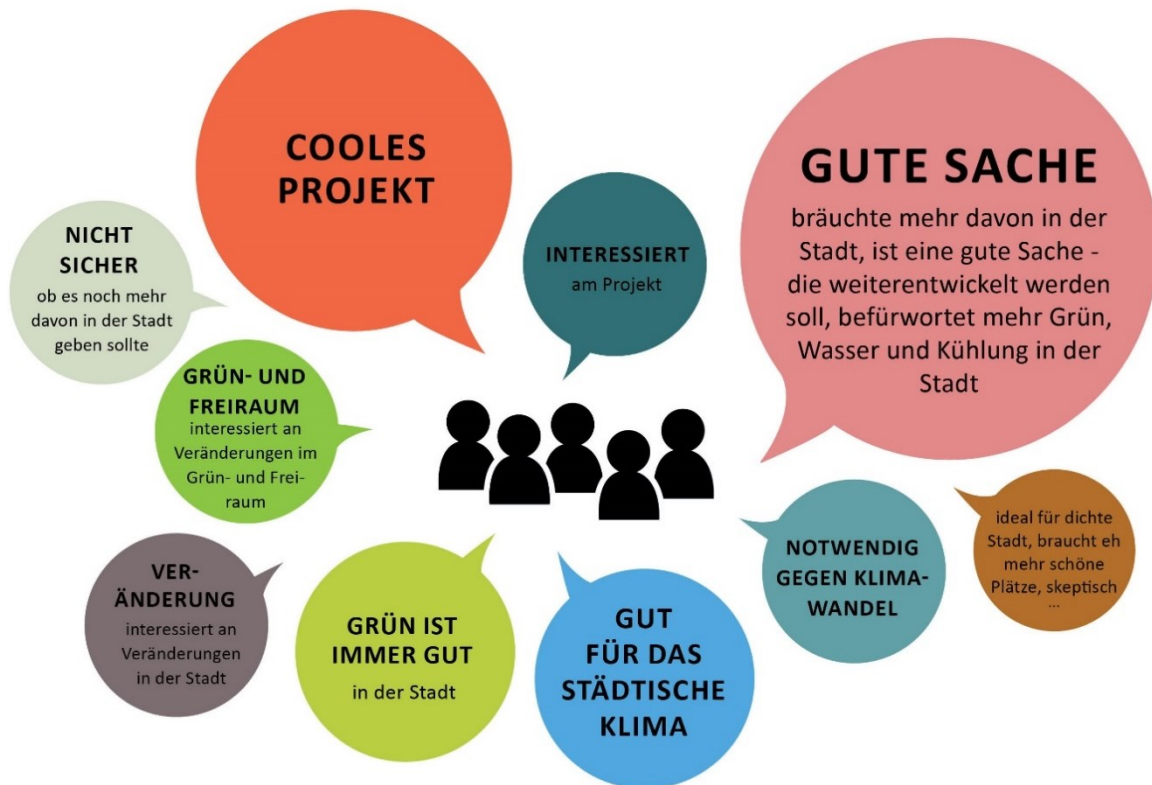 COOLES
PROJEKT
GUTE SACHE
bräuchte mehr davon in der
Stadt, ist eine gute Sache -
die weiterentwickelt werden
soll, befürwortet mehr Grün,
Wasser und Kühlung in der
Stadt
NICHT
SICHER
ob es noch mehr
davon in der Stadt
geben sollte
INTERESSIERT
am Projekt
GRÜN- UND
FREIRAUM
interessiert an
Veränderungen im
Grün- und Frei-
raum
ideal für dichte
Stadt, braucht eh
mehr schöne
Plätze, skeptisch
...
NOTWENDIG
GEGEN KLIMA-
WANDEL
VER-
ÄNDERUNG
interessiert an
Veränderungen
in der Stadt
GRÜN IST
IMMER GUT
in der Stadt
GUT
FÜR DAS
STÄDTISCHE
KLIMA